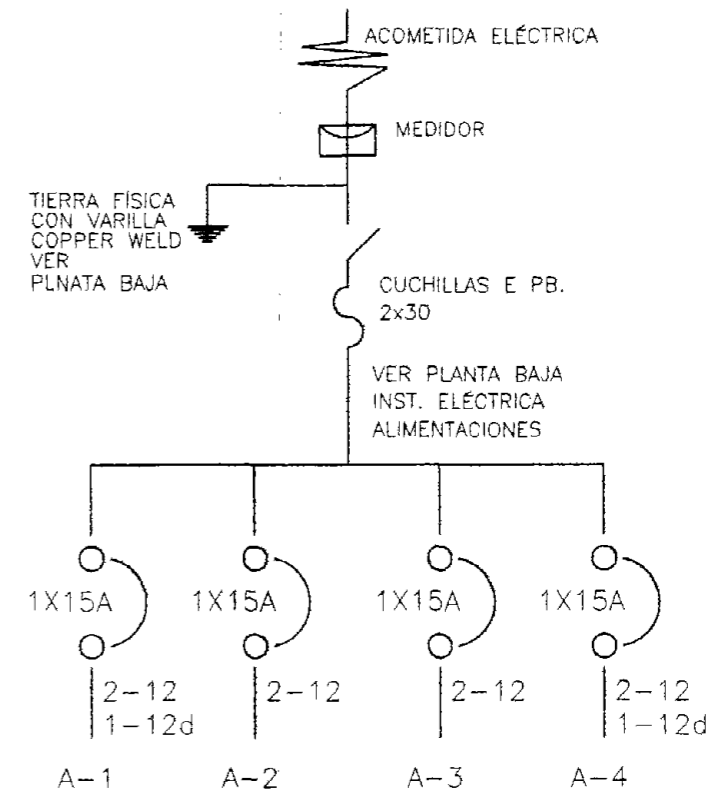 ACOMETIDA ELÉCTRICA
MEDIDOR
TIERRA FÍSICA
CON VARILLA
COPPER WELD
VER
PLNATA BAJA
CUCHILLAS E PB.
2x30
VER PLANTA BAJA
INST. ELÉCTRICA
ALIMENTACIONES
1X15A 1X15A 1X15A 1X15A
2-12 2-12 2-12 2-12
1-12d 1-12d
A-1 A-2 A-3 A-4